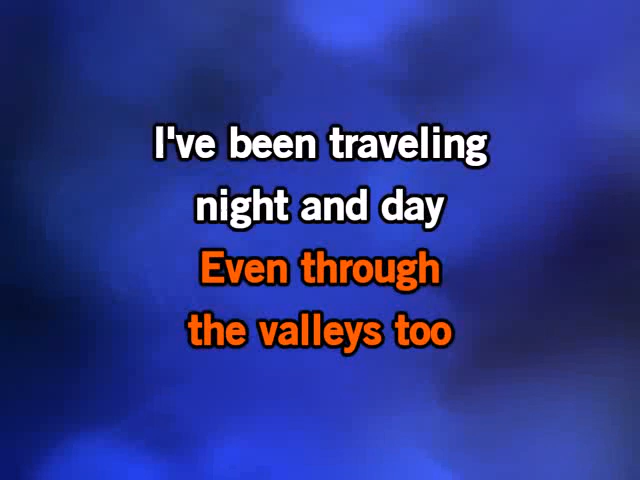 I've been traveling
night and day
Even through
the valleys too